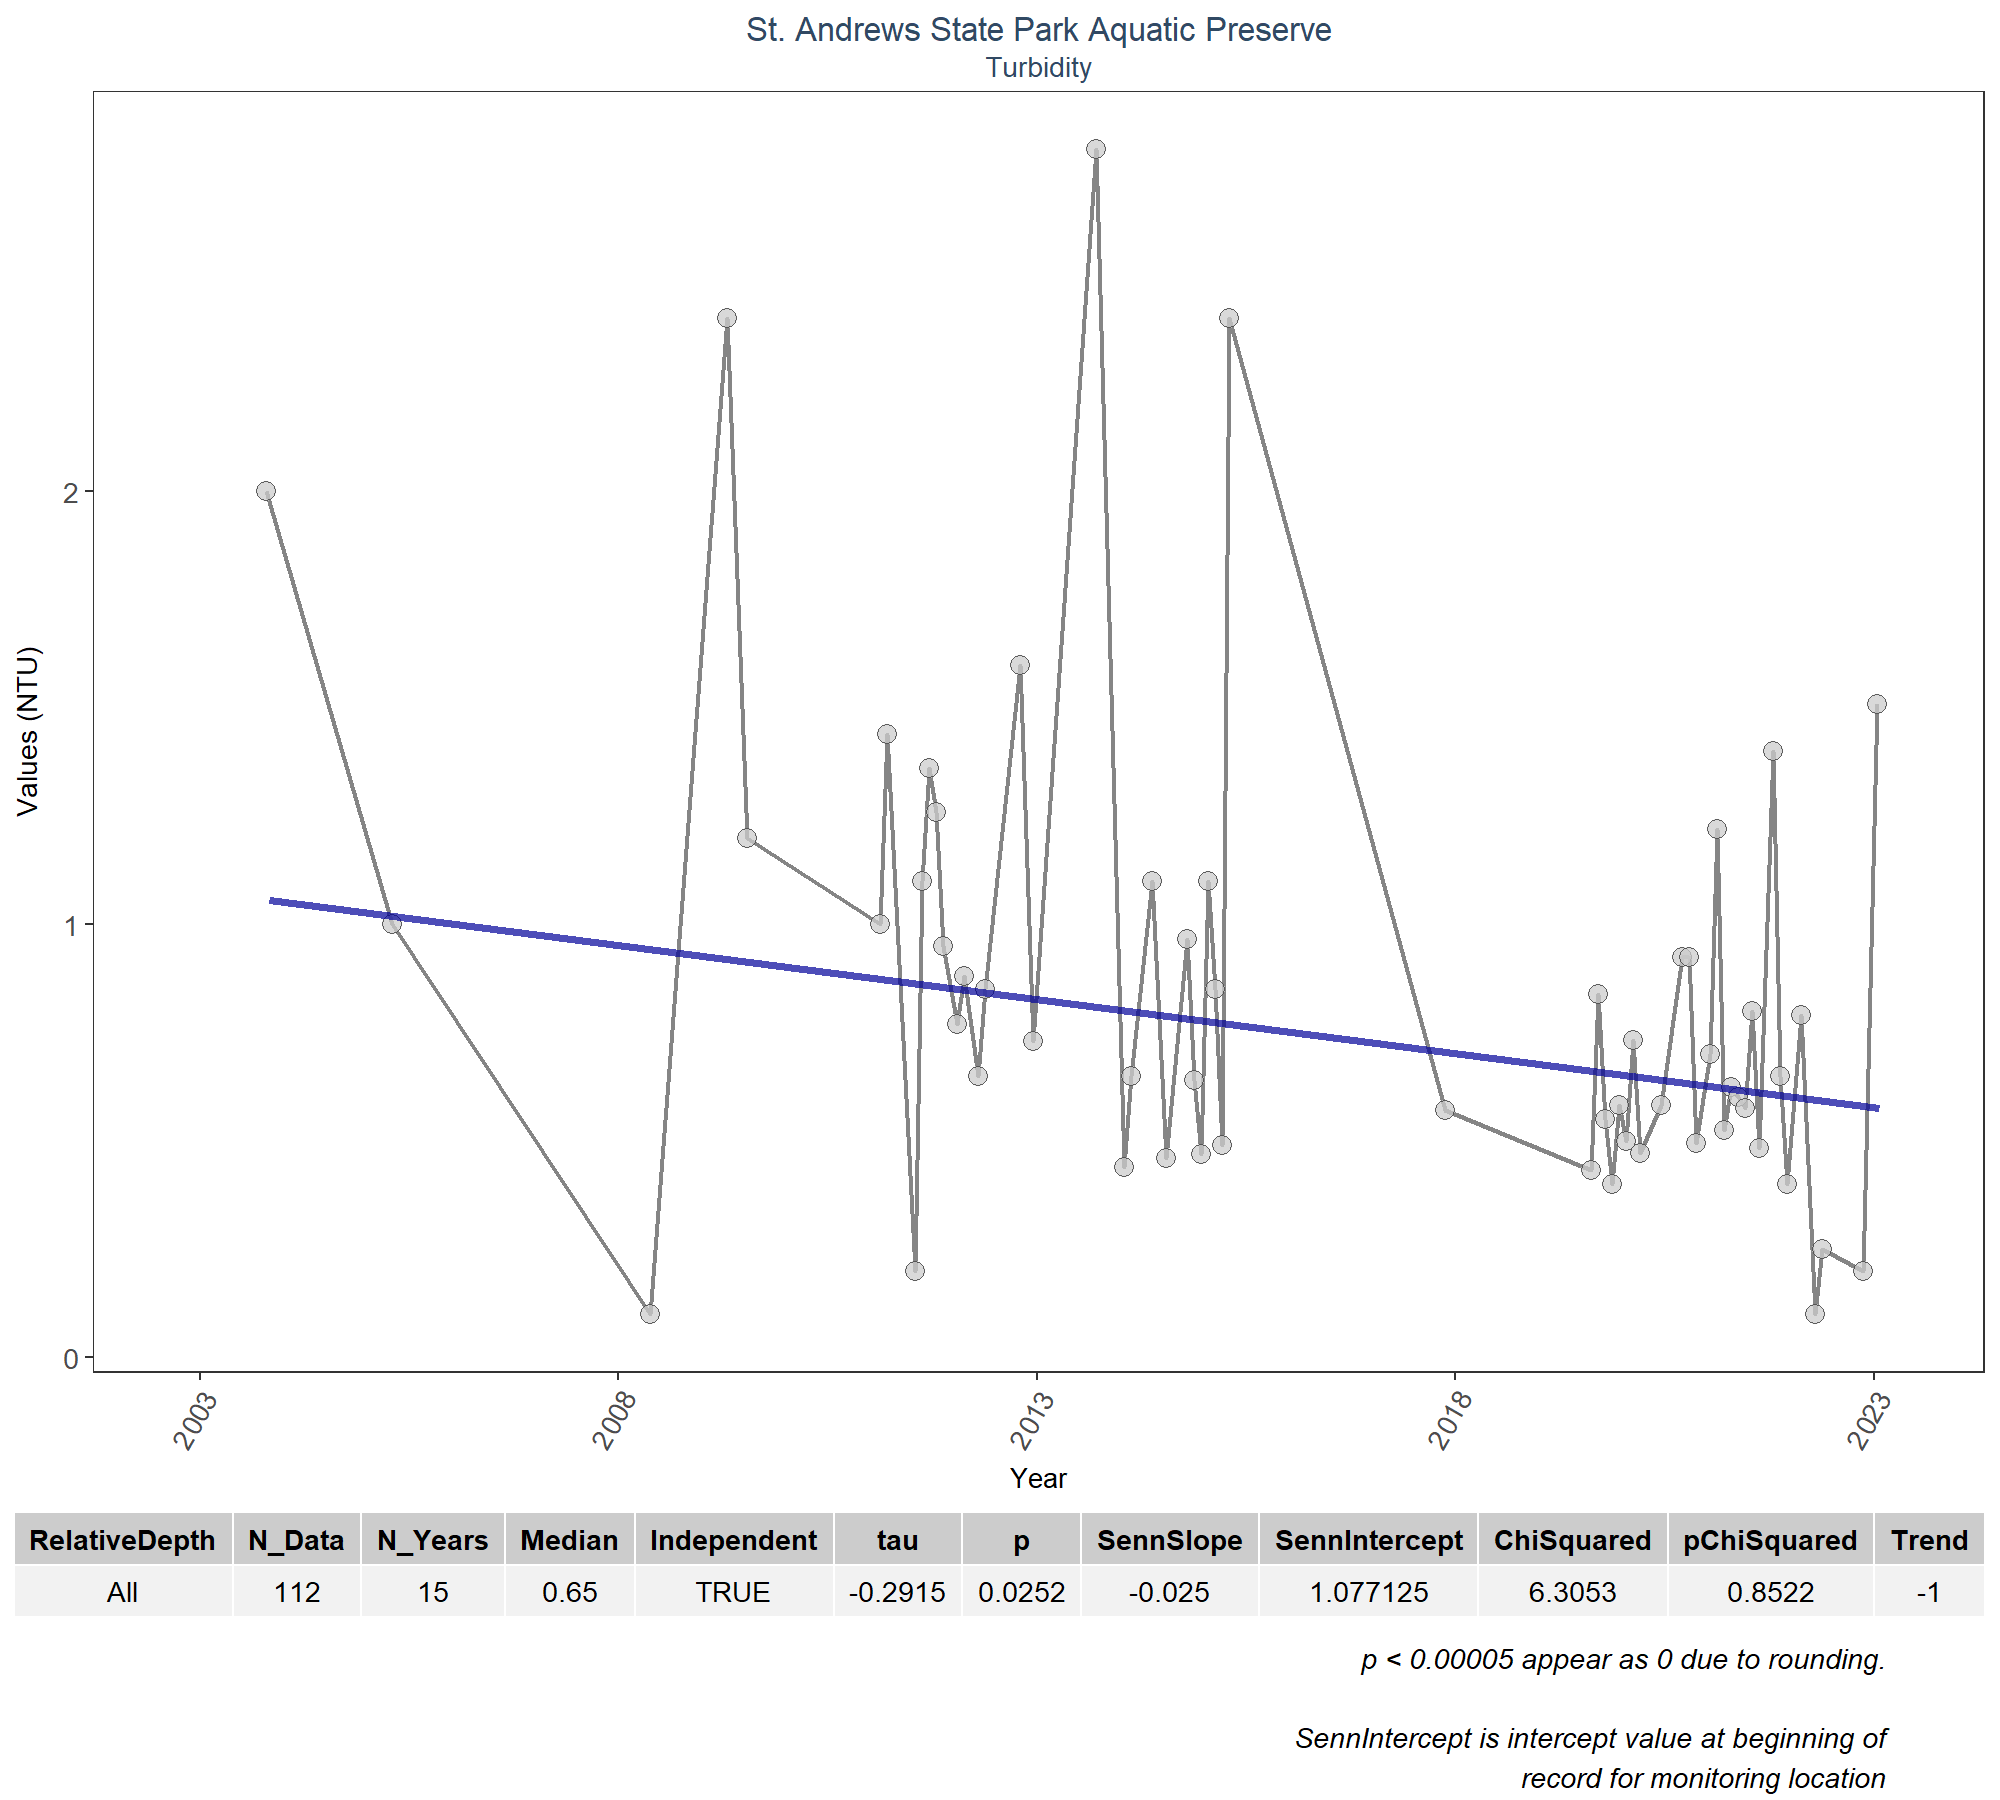 St. Andrews State Park Aquatic Preserve
Turbidity
Values (NTU)
2
1
0
2003 2008 2013 2018 2023
Year
RelativeDepth N_Data N_Years Median Independent tau p SennSlope SennIntercept ChiSquared pChiSquared Trend
All 112 15 0.65 TRUE -0.2915 0.0252 -0.025 1.077125 6.3053 0.8522 -1
p < 0.00005 appear as 0 due to rounding.
SennIntercept is intercept value at beginning of
record for monitoring location